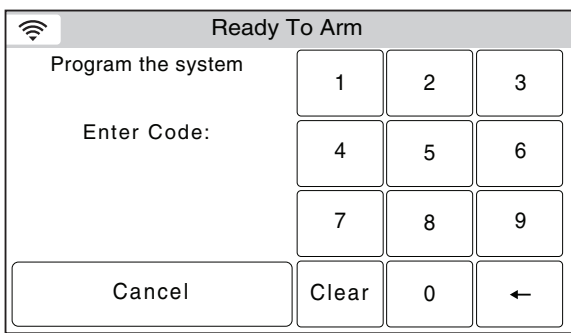 Ready To Arm
Program the system
Enter Code:
1 2 3
4 5 6
7 8 9
Cancel Clear 0 ←